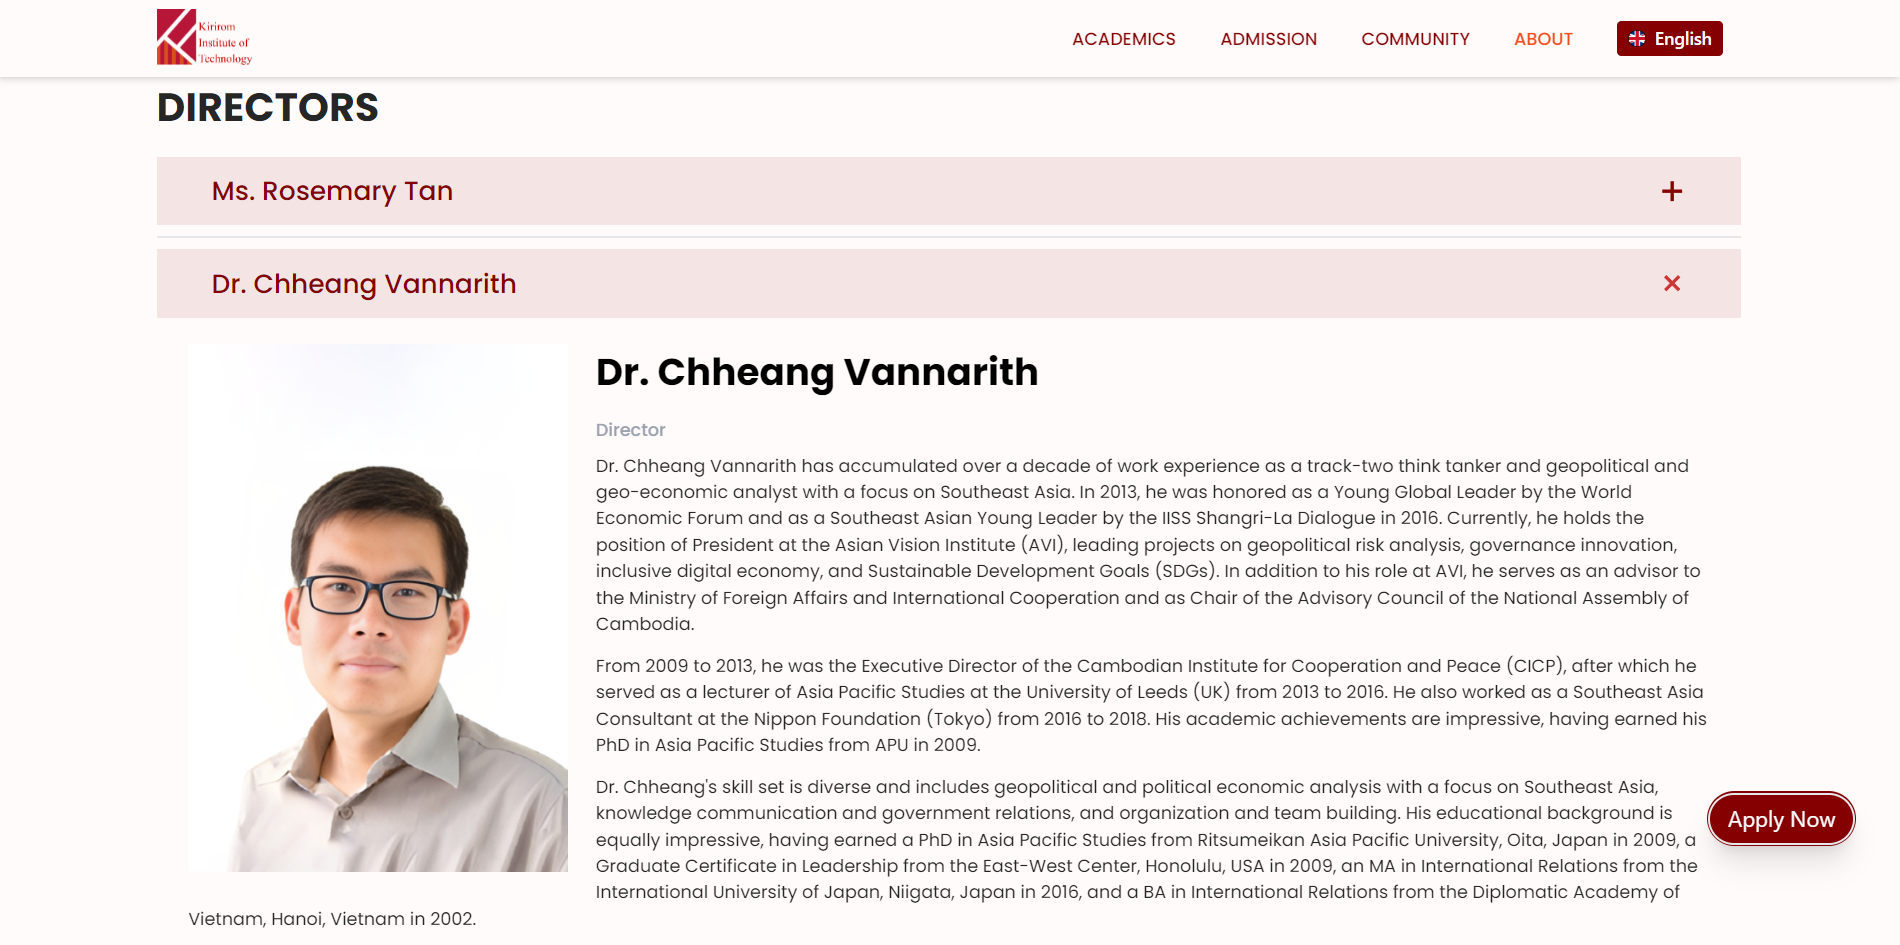 Kirirom
Institute of
Technology
ACADEMICS
ADMISSION
COMMUNITY
ABOUT
English
DIRECTORS
Ms. Rosemary Tan
Dr. Chheang Vannarith
Dr. Chheang Vannarith
Director
Dr. Chheang Vannarith has accumulated over a decade of work experience as a track-two think tanker and geopolitical and
geo-economic analyst with a focus on Southeast Asia. In 2013, he was honored as a Young Global Leader by the World
Economic Forum and as a Southeast Asian Young Leader by the IISS Shangri-La Dialogue in 2016. Currently, he holds the
position of President at the Asian Vision Institute (AVI), leading projects on geopolitical risk analysis, governance innovation,
inclusive digital economy, and Sustainable Development Goals (SDGs). In addition to his role at AVI, he serves as an advisor to
the Ministry of Foreign Affairs and International Cooperation and as Chair of the Advisory Council of the National Assembly of
Cambodia.
From 2009 to 2013, he was the Executive Director of the Cambodian Institute for Cooperation and Peace (CICP), after which he
served as a lecturer of Asia Pacific Studies at the University of Leeds (UK) from 2013 to 2016. He also worked as a Southeast Asia
Consultant at the Nippon Foundation (Tokyo) from 2016 to 2018. His academic achievements are impressive, having earned his
PhD in Asia Pacific Studies from APU in 2009.
Dr. Chheang's skill set is diverse and includes geopolitical and political economic analysis with a focus on Southeast Asia,
knowledge communication and government relations, and organization and team building. His educational background is
equally impressive, having earned a PhD in Asia Pacific Studies from Ritsumeikan Asia Pacific University, Oita, Japan in 2009, a
Graduate Certificate in Leadership from the East-West Center, Honolulu, USA in 2009, an MA in International Relations from the
International University of Japan, Niigata, Japan in 2016, and a BA in International Relations from the Diplomatic Academy of
Vietnam, Hanoi, Vietnam in 2002.
Apply Now